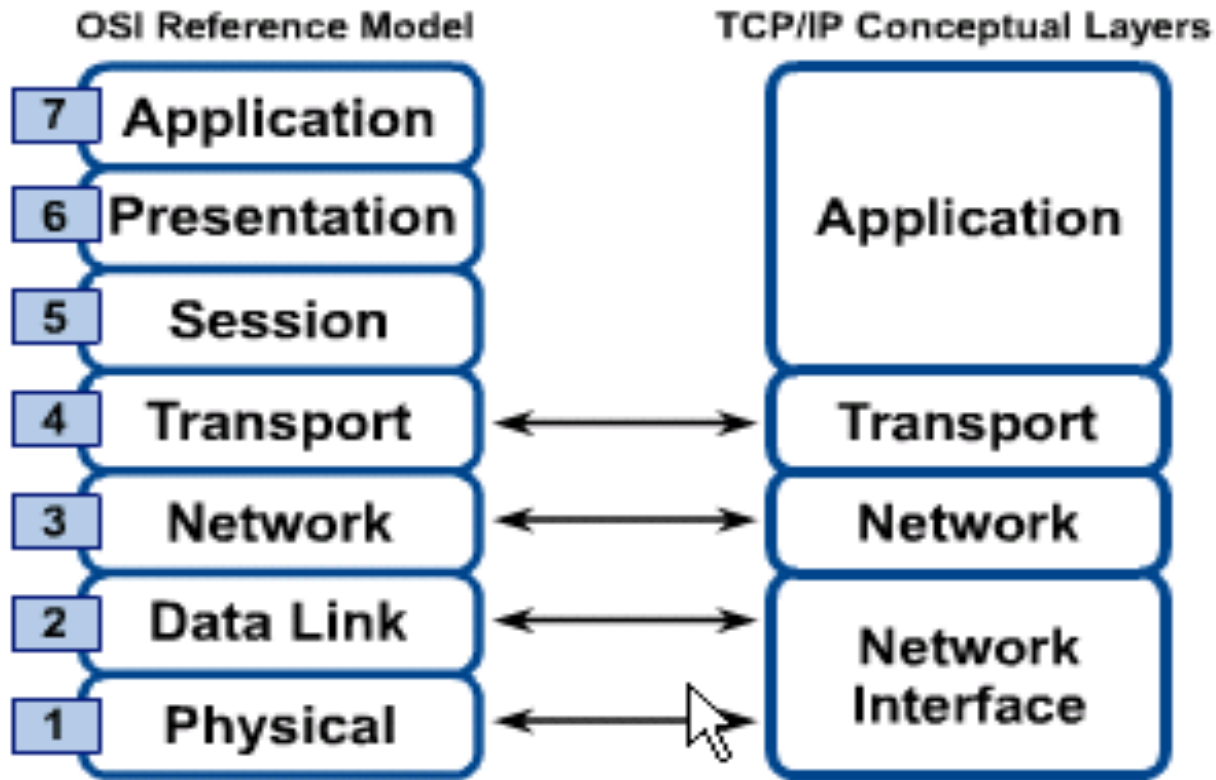 OSI Reference Model
TCP/IP Conceptual Layers
7 Application
6 Presentation
5 Session
4 Transport
3 Network
2 Data Link
1 Physical
Application
Transport
Network
Network
Interface